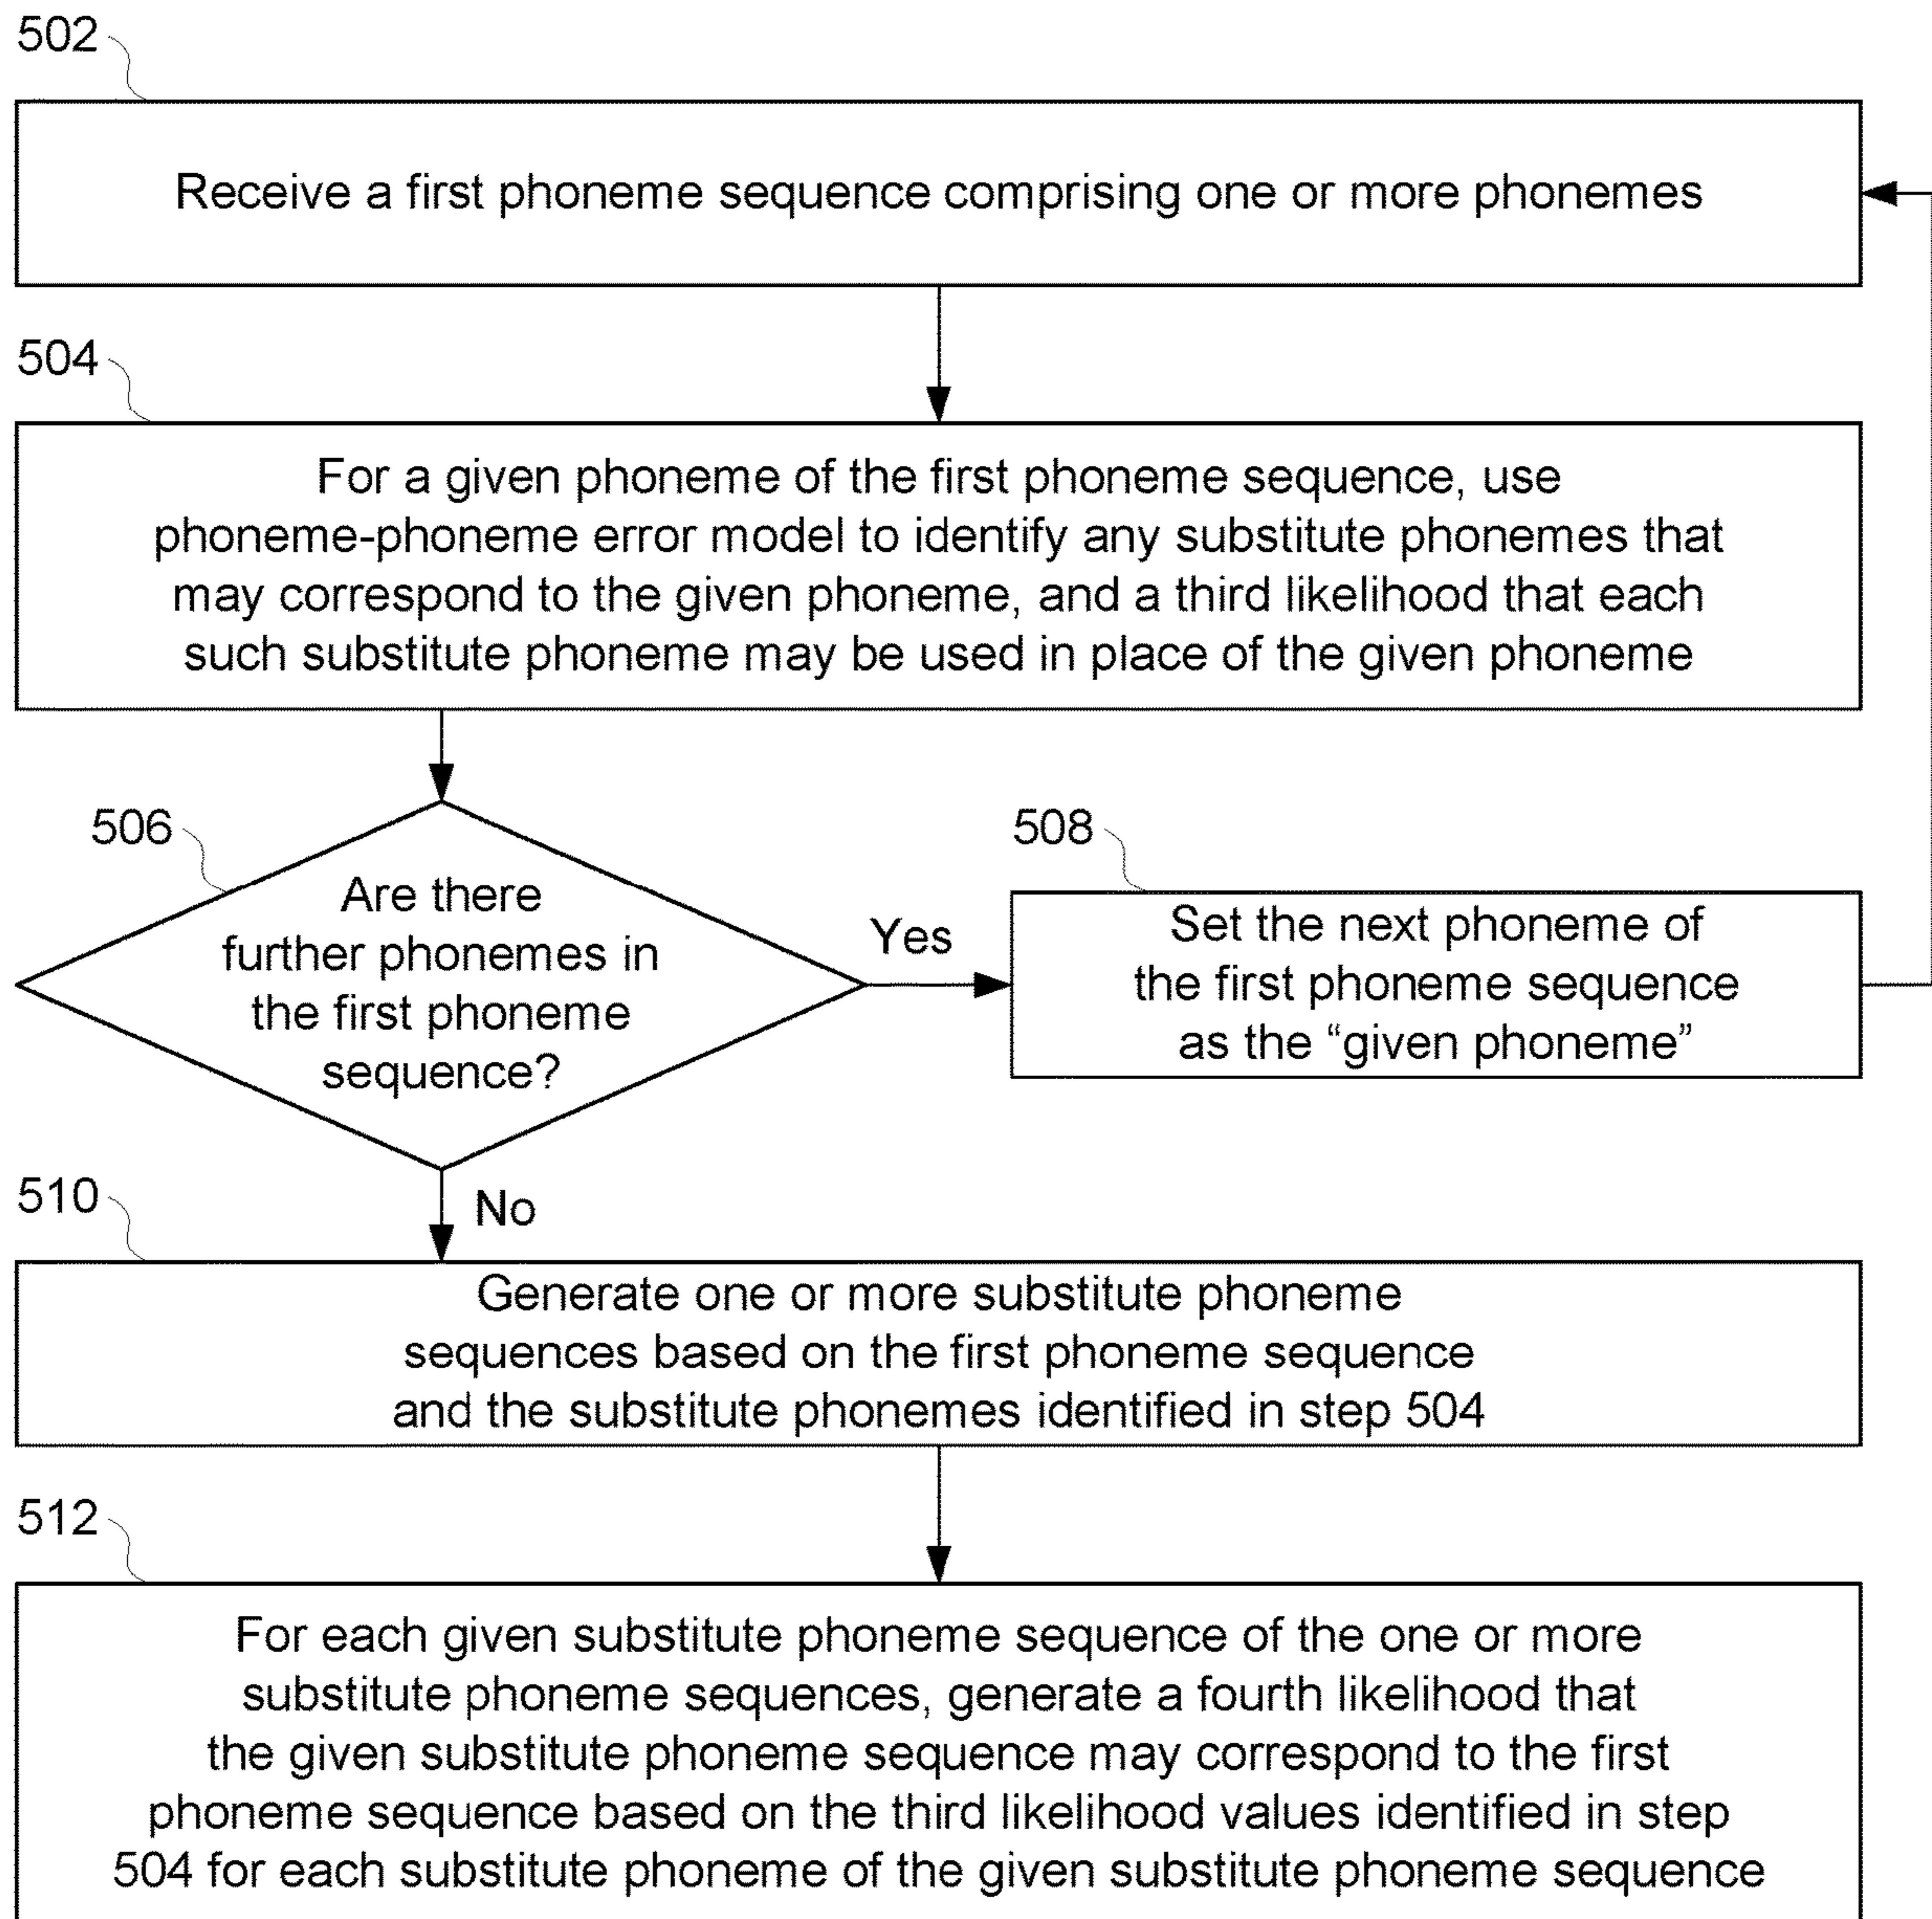 502
Receive a first phoneme sequence comprising one or more phonemes
504
For a given phoneme of the first phoneme sequence, use
phoneme-phoneme error model to identify any substitute phonemes that
may correspond to the given phoneme, and a third likelihood that each
such substitute phoneme may be used in place of the given phoneme
506
Are there
further phonemes in
the first phoneme
sequence?
Yes
508
Set the next phoneme of
the first phoneme sequence
as the “given phoneme”
No
510
Generate one or more substitute phoneme
sequences based on the first phoneme sequence
and the substitute phonemes identified in step 504
512
For each given substitute phoneme sequence of the one or more
substitute phoneme sequences, generate a fourth likelihood that
the given substitute phoneme sequence may correspond to the first
phoneme sequence based on the third likelihood values identified in step
504 for each substitute phoneme of the given substitute phoneme sequence